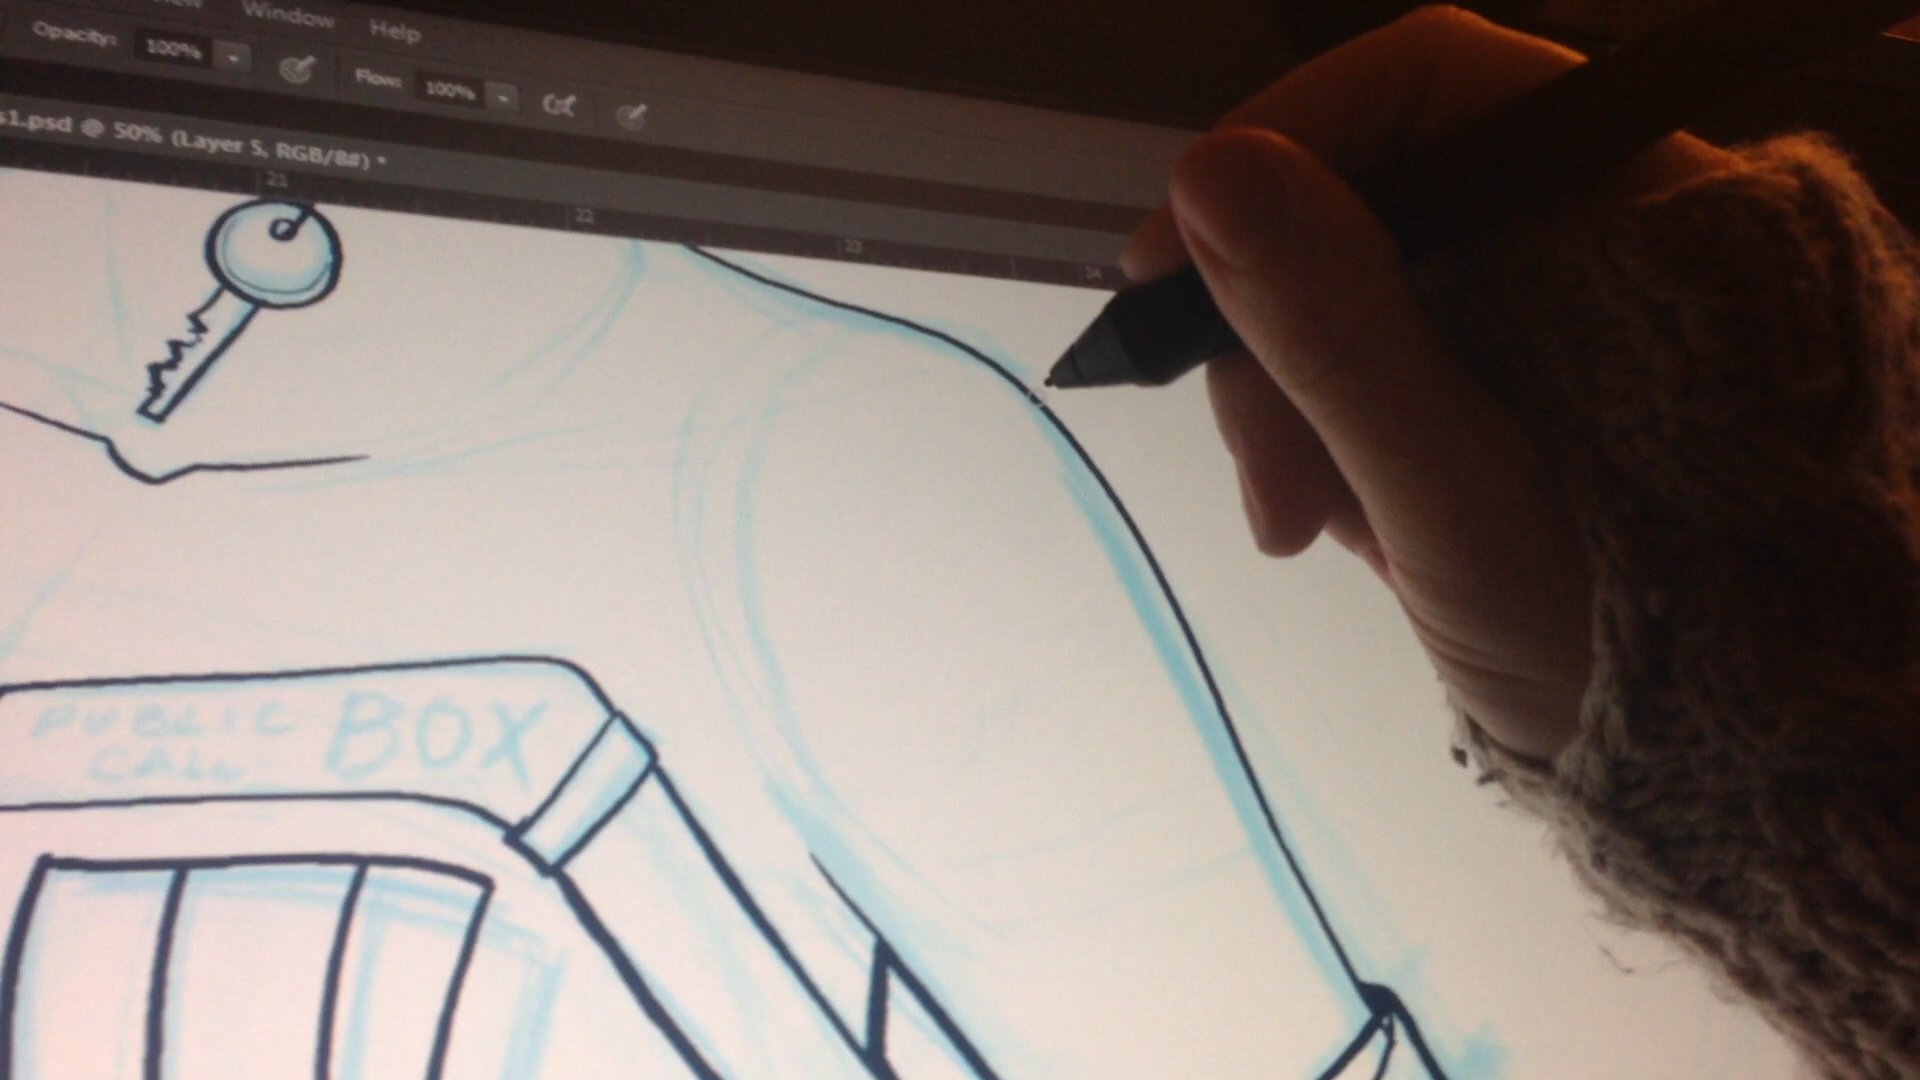 Window Help
Opacity: 100% Flow: 100%
s1.psd @ 50% (Layer 5, RGB/8#) *
21 22 23 24
PUBLIC
CALL
BOX